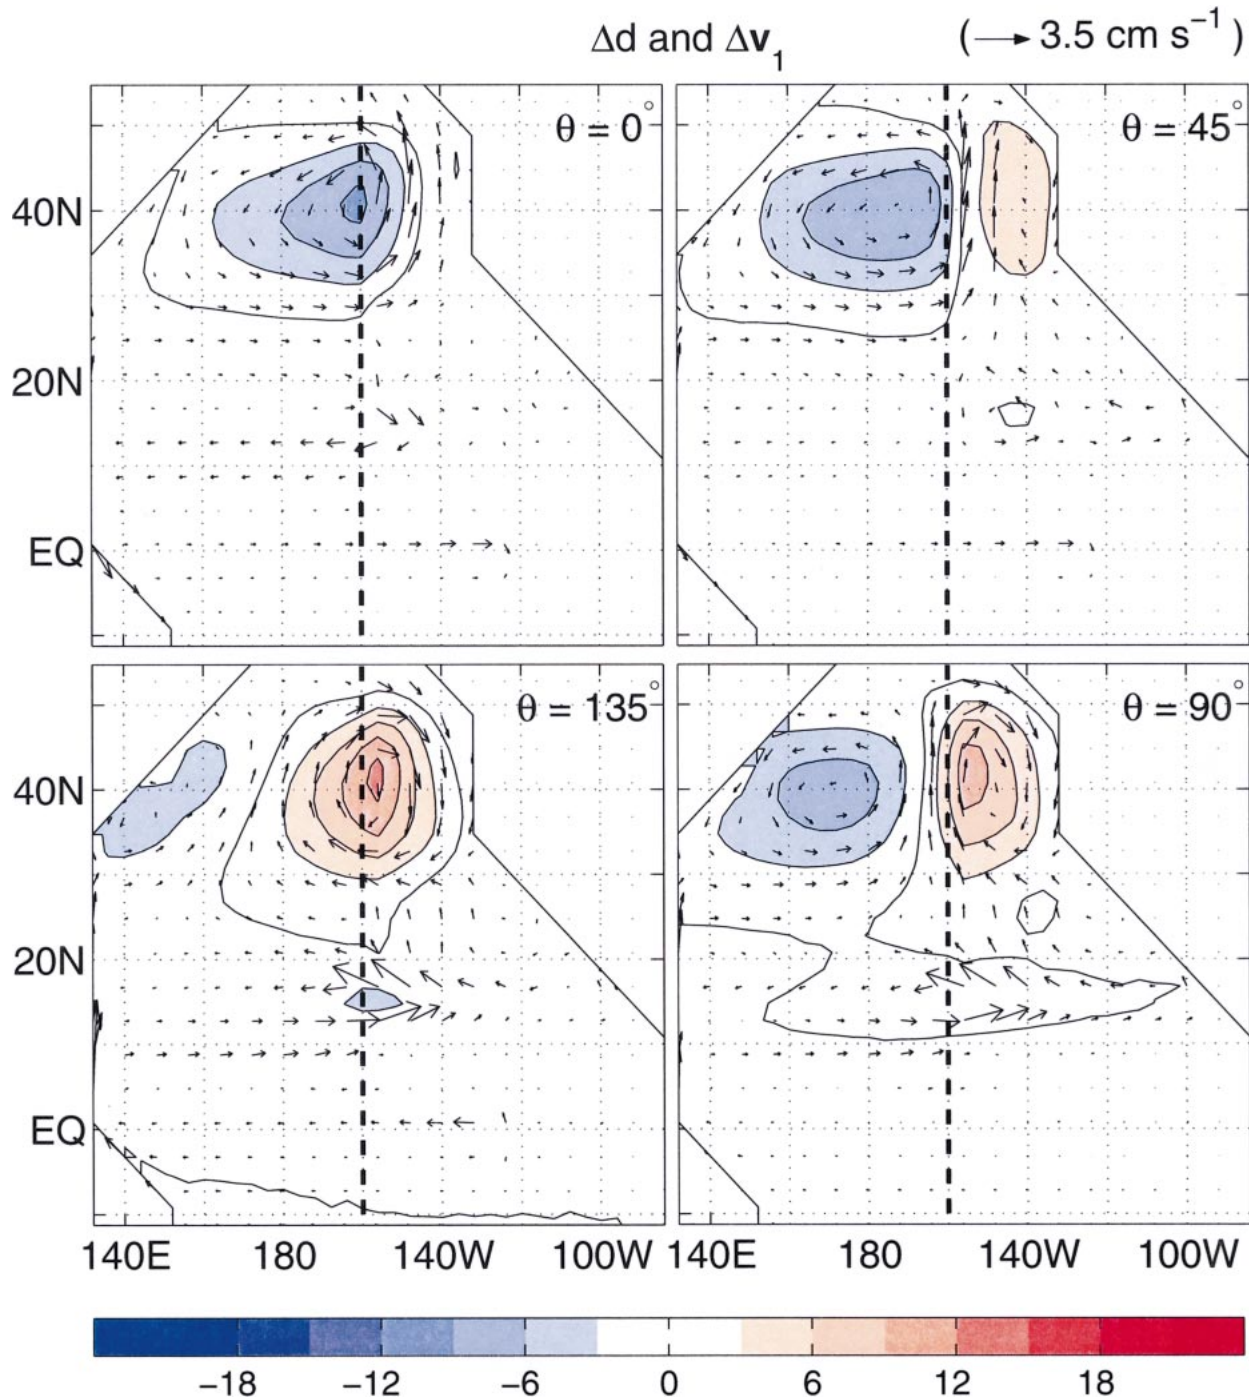 Δd and Δv₁ (→ 3.5 cm s⁻¹)
θ = 0°
θ = 45°
40N
20N
EQ
θ = 135°
θ = 90°
40N
20N
EQ
140E 180 140W 100W
140E 180 140W 100W
−18 −12 −6 0 6 12 18